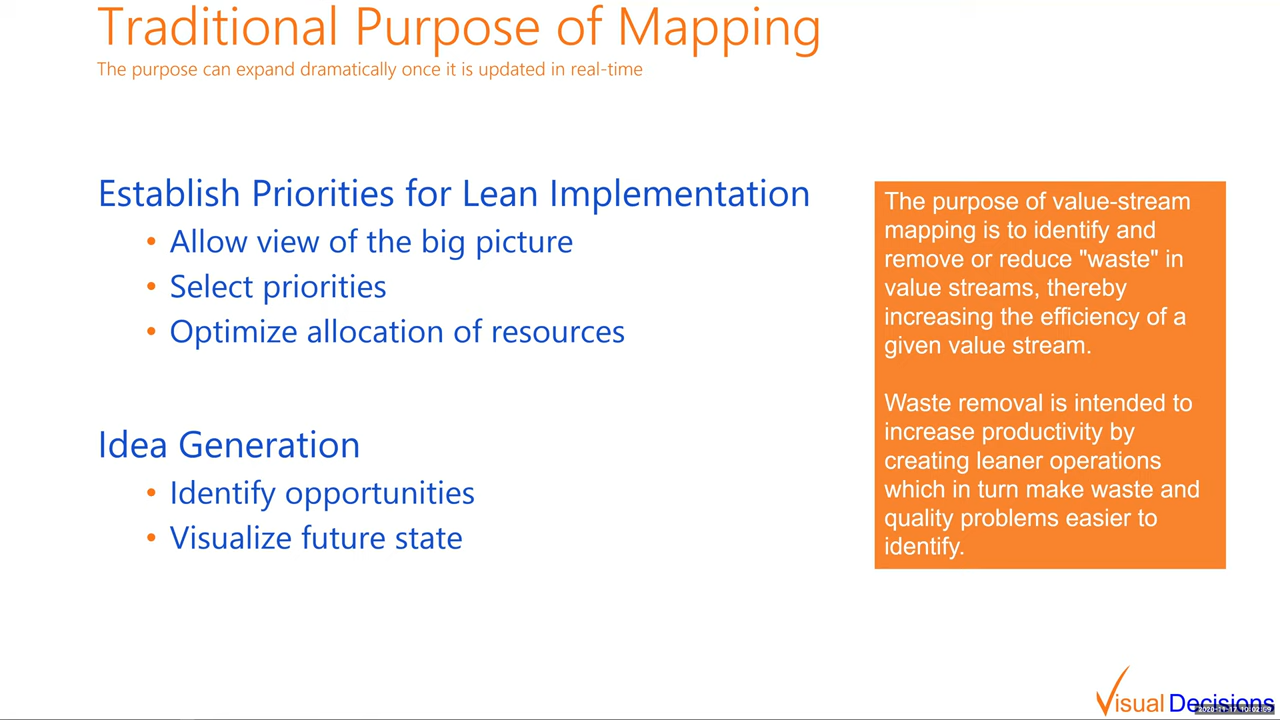 Traditional Purpose of Mapping
The purpose can expand dramatically once it is updated in real-time
Establish Priorities for Lean Implementation
• Allow view of the big picture
• Select priorities
• Optimize allocation of resources
Idea Generation
• Identify opportunities
• Visualize future state
The purpose of value-stream
mapping is to identify and
remove or reduce "waste" in
value streams, thereby
increasing the efficiency of a
given value stream.
Waste removal is intended to
increase productivity by
creating leaner operations
which in turn make waste and
quality problems easier to
identify.
Visual Decisions